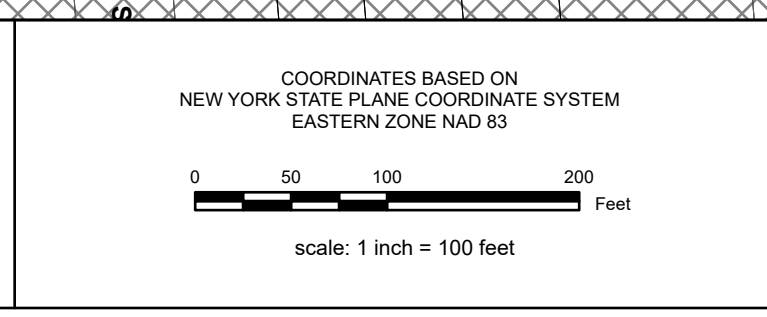 S
COORDINATES BASED ON
NEW YORK STATE PLANE COORDINATE SYSTEM
EASTERN ZONE NAD 83
0 50 100 200
Feet
scale: 1 inch = 100 feet